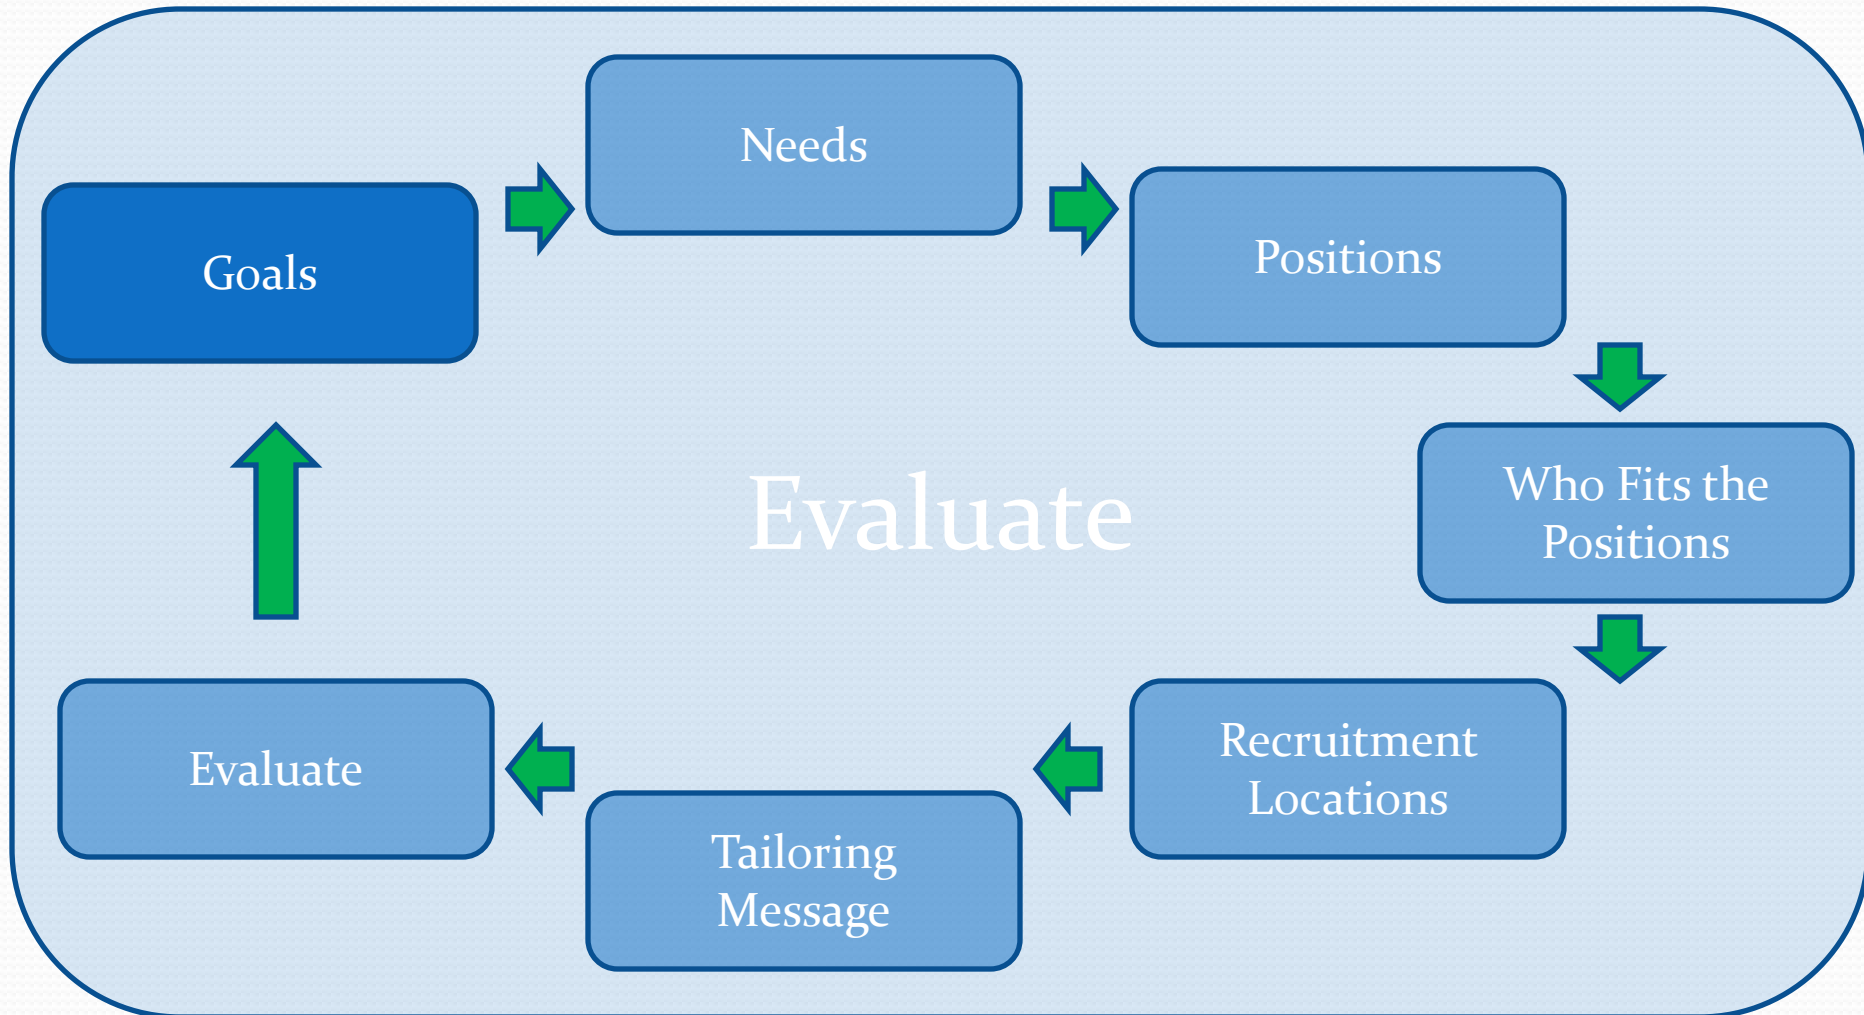 Needs
Goals
Positions
Evaluate
Who Fits the
Positions
Recruitment
Locations
Evaluate
Tailoring
Message